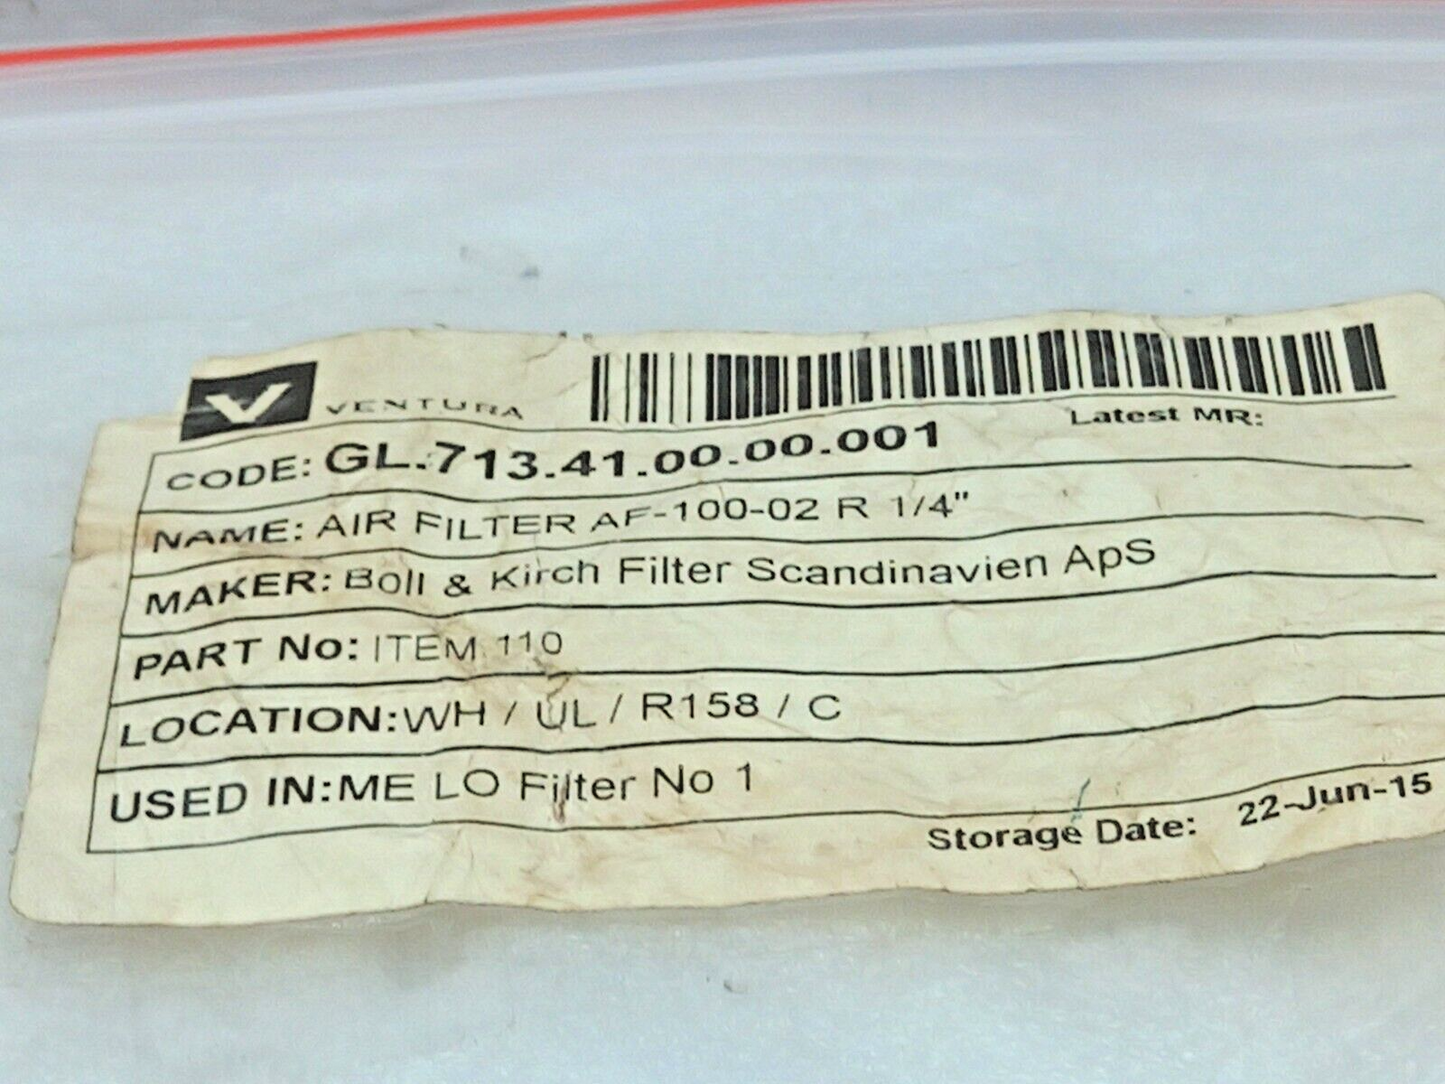 V VENTURA
Latest MR:
CODE: GL.713.41.00.00.001
NAME: AIR FILTER AF-100-02 R 1/4"
MAKER: Boll & Kirch Filter Scandinavien ApS
PART No: ITEM 110
LOCATION:WH / UL / R158 / C
USED IN:ME LO Filter No 1
Storage Date: 22-Jun-15